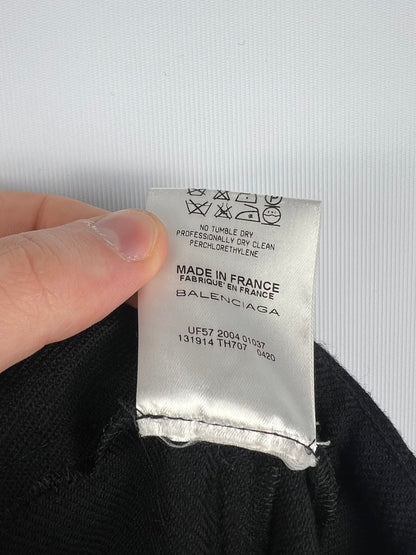 NO TUMBLE DRY
PROFESSIONALLY DRY CLEAN
PERCHLORETHYLENE
MADE IN FRANCE
FABRIQUÉ EN FRANCE
BALENCIAGA
UF57 2004 01037
131914 TH707 0420